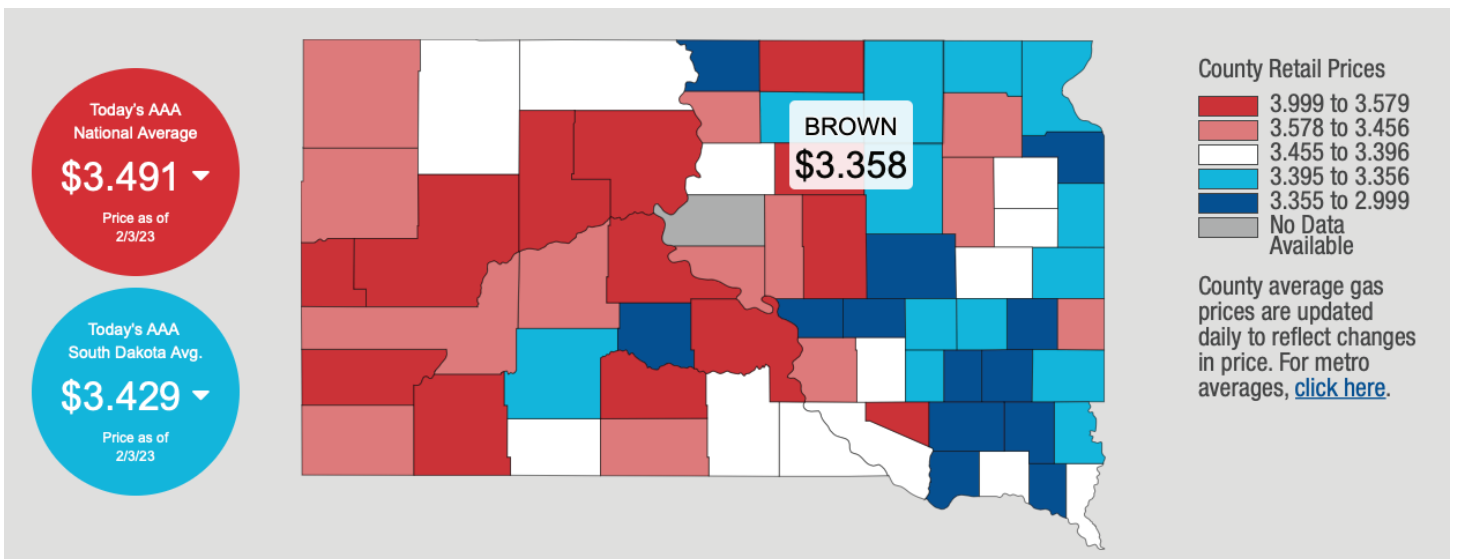 Today's AAA
National Average
$3.491
Price as of
2/3/23
Today's AAA
South Dakota Avg.
$3.429
Price as of
2/3/23
BROWN
$3.358
County Retail Prices
3.999 to 3.579
3.578 to 3.456
3.455 to 3.396
3.395 to 3.356
3.355 to 2.999
No Data
Available
County average gas
prices are updated
daily to reflect changes
in price. For metro
averages, click here.